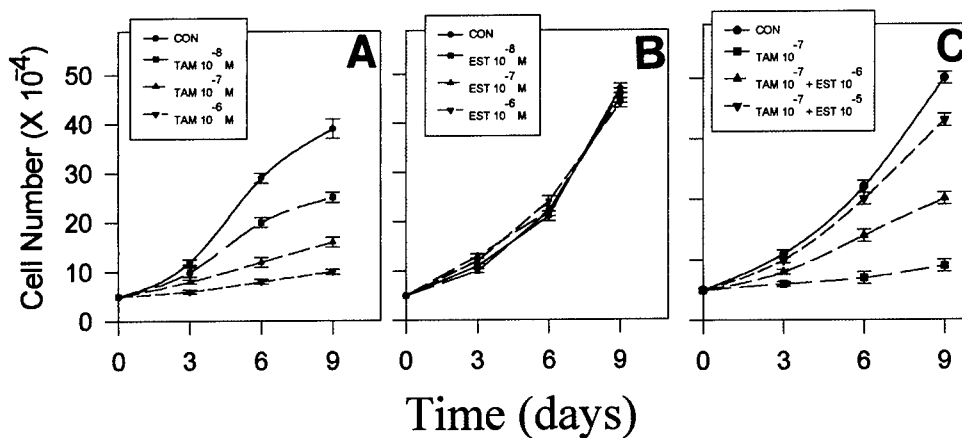 Cell Number (X 10^-4)
50
40
30
20
10
0
A
CON
TAM 10^-8 M
TAM 10^-7 M
TAM 10^-6 M
0 3 6 9
B
CON
EST 10^-8 M
EST 10^-7 M
EST 10^-6 M
0 3 6 9
C
CON
TAM 10^-7
TAM 10^-7 + EST 10^-6
TAM 10^-7 + EST 10^-5
0 3 6 9
Time (days)